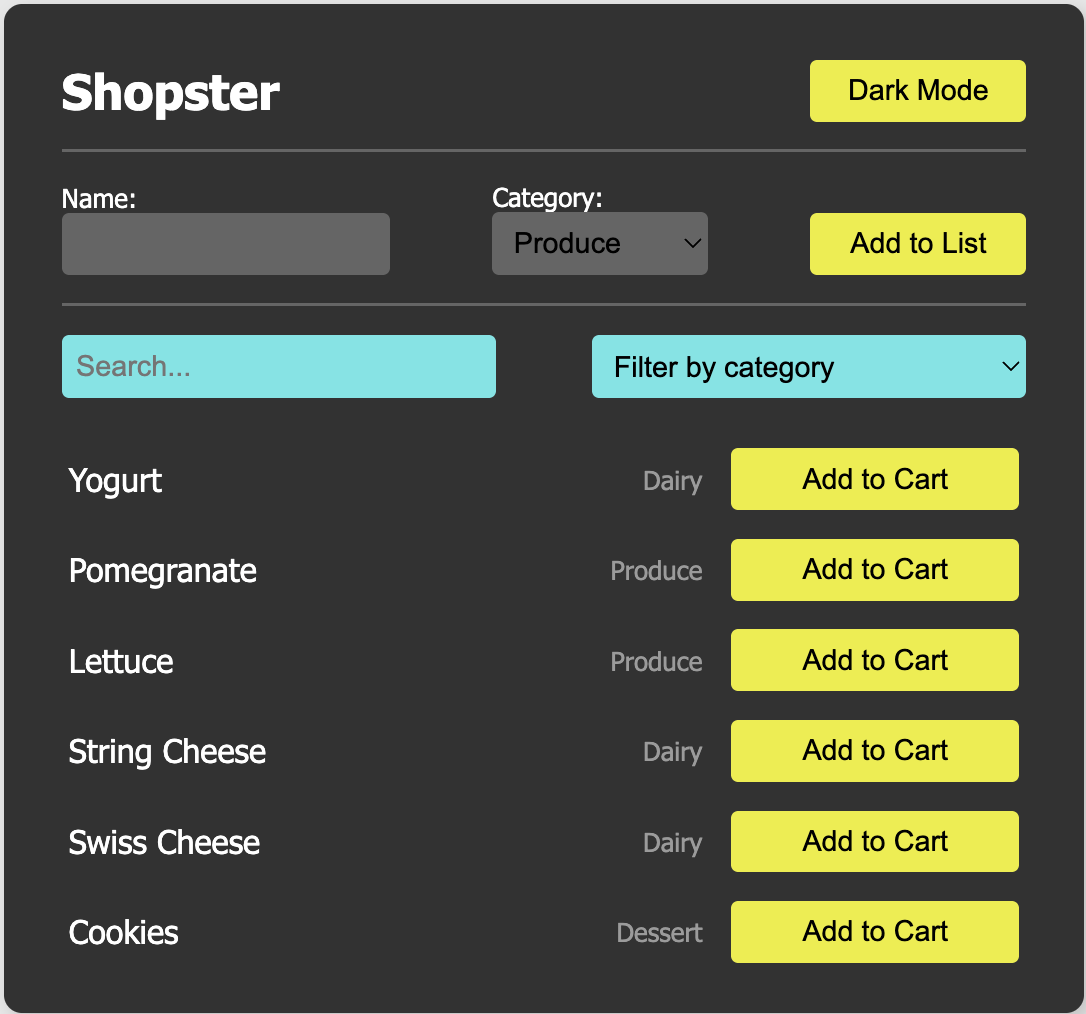 Shopster
Dark Mode
Name:
Category:
Produce
Add to List
Search...
Filter by category
Yogurt
Dairy
Add to Cart
Pomegranate
Produce
Add to Cart
Lettuce
Produce
Add to Cart
String Cheese
Dairy
Add to Cart
Swiss Cheese
Dairy
Add to Cart
Cookies
Dessert
Add to Cart